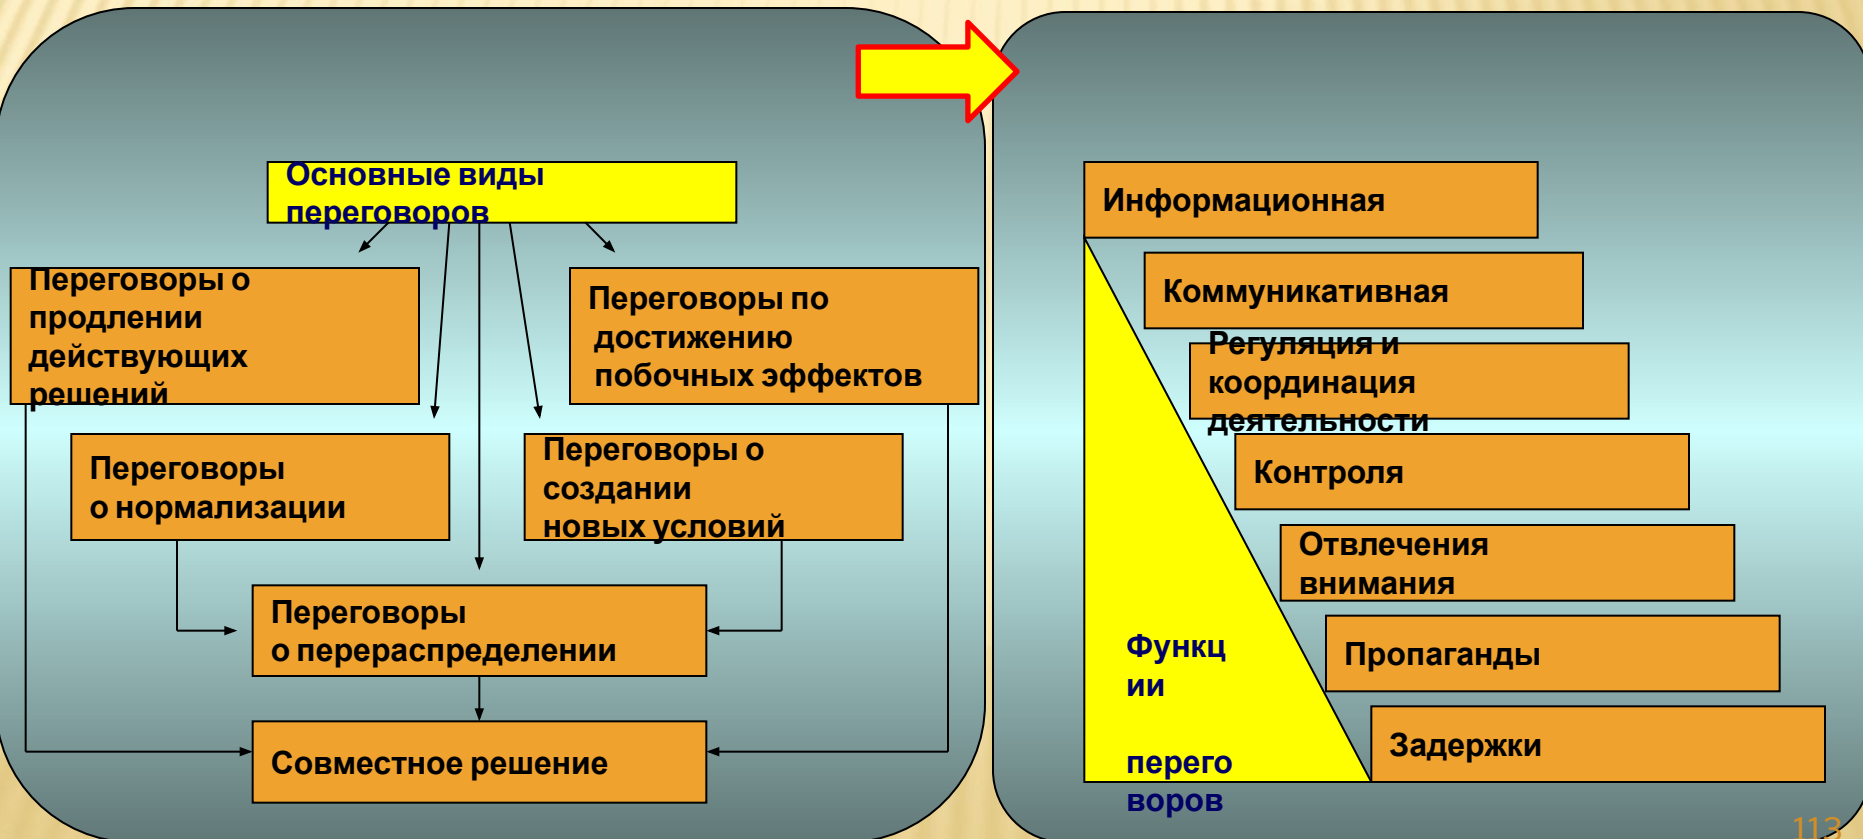 Основные виды
переговоров
Переговоры о
продлении
действующих
решений
Переговоры по
достижению
побочных эффектов
Переговоры
о нормализации
Переговоры о
создании
новых условий
Переговоры
о перераспределении
Совместное решение
Информационная
Коммуникативная
Регуляция и
координация
деятельности
Контроля
Отвлечения
внимания
Пропаганды
Задержки
Функц
ии
перего
воров
113